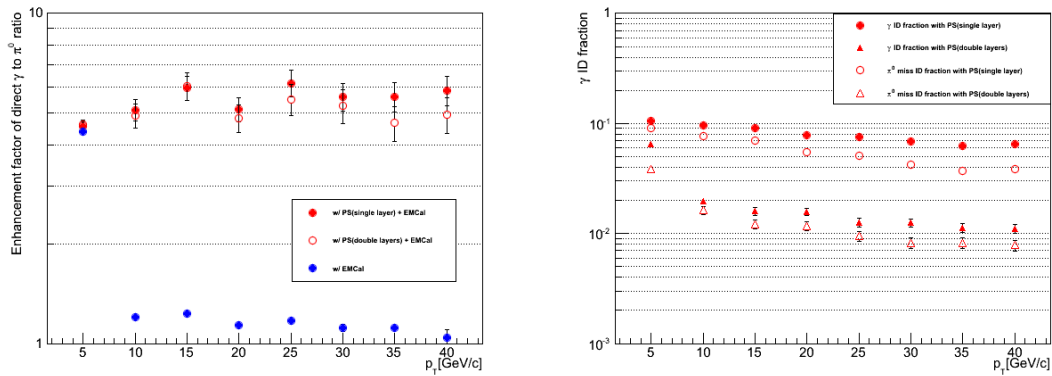 Enhancement factor of direct γ to π⁰ ratio
10
1
w/ PS(single layer) + EMCal
w/ PS(double layers) + EMCal
w/ EMCal
5 10 15 20 25 30 35 40
p_T[GeV/c]
γ ID fraction
1
10⁻¹
10⁻²
10⁻³
γ ID fraction with PS(single layer)
γ ID fraction with PS(double layers)
π⁰ miss ID fraction with PS(single layer)
π⁰ miss ID fraction with PS(double layers)
5 10 15 20 25 30 35 40
p_T[GeV/c]